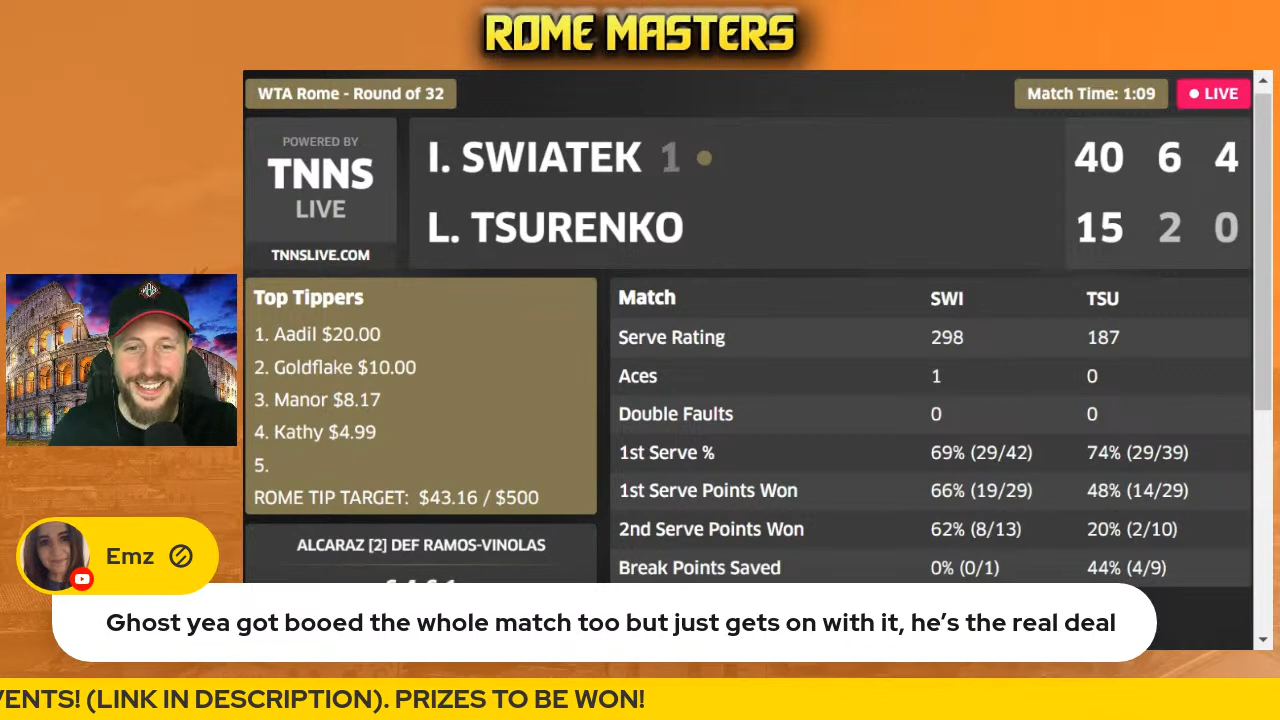 ROME MASTERS
WTA Rome - Round of 32
Match Time: 1:09
LIVE
POWERED BY
TNNS
LIVE
TNNSLIVE.COM
I. SWIATEK 1 40 6 4
L. TSURENKO 15 2 0
Top Tippers
1. Aadil $20.00
2. Goldflake $10.00
3. Manor $8.17
4. Kathy $4.99
5.
ROME TIP TARGET: $43.16 / $500
ALCARAZ [2] DEF RAMOS-VINOLAS
Match SWI TSU
Serve Rating 298 187
Aces 1 0
Double Faults 0 0
1st Serve % 69% (29/42) 74% (29/39)
1st Serve Points Won 66% (19/29) 48% (14/29)
2nd Serve Points Won 62% (8/13) 20% (2/10)
Break Points Saved 0% (0/1) 44% (4/9)
Emz
Ghost yea got booed the whole match too but just gets on with it, he’s the real deal
VENTS! (LINK IN DESCRIPTION). PRIZES TO BE WON!